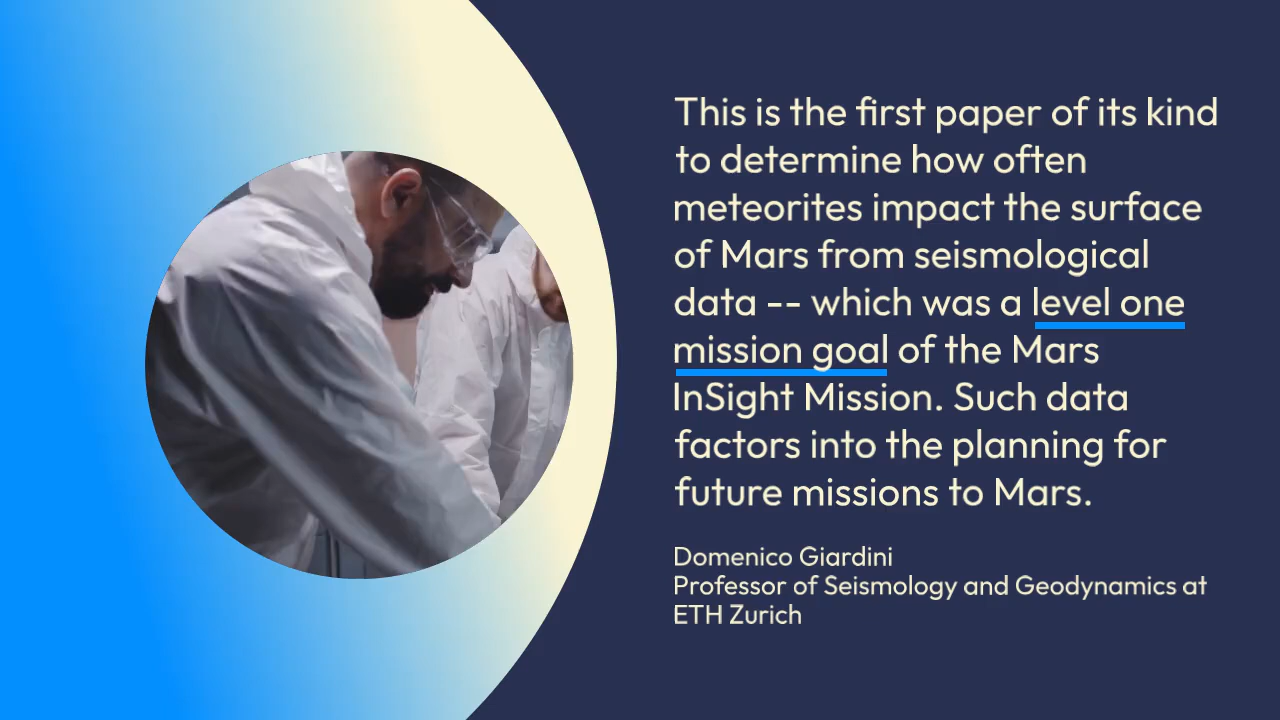 This is the first paper of its kind
to determine how often
meteorites impact the surface
of Mars from seismological
data -- which was a level one
mission goal of the Mars
InSight Mission. Such data
factors into the planning for
future missions to Mars.
Domenico Giardini
Professor of Seismology and Geodynamics at
ETH Zurich